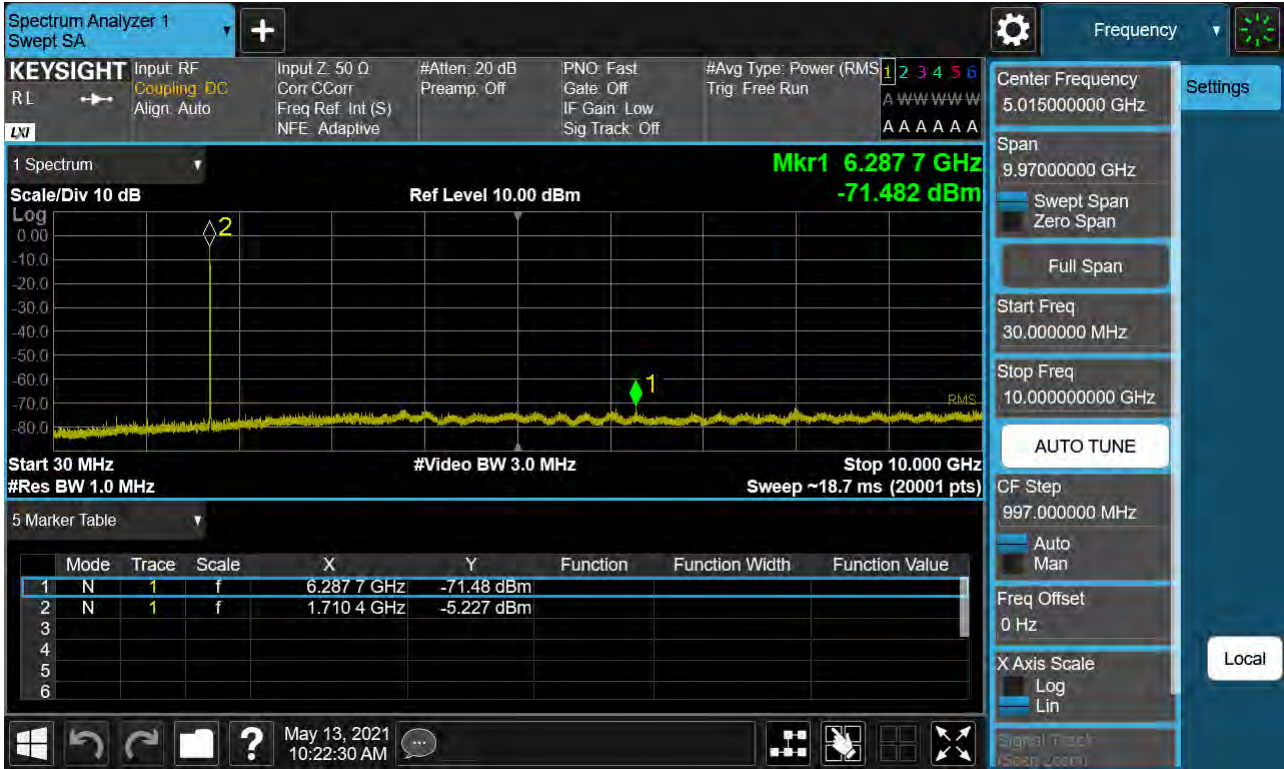 Spectrum Analyzer 1
Swept SA
Frequency
KEYSIGHT
R L
LXI
Input: RF
Coupling: DC
Align: Auto
Input Z: 50 Ω
Corr CCorr
Freq Ref: Int (S)
NFE: Adaptive
#Atten: 20 dB
Preamp: Off
PNO: Fast
Gate: Off
IF Gain: Low
Sig Track: Off
#Avg Type: Power (RMS
Trig: Free Run
1 2 3 4 5 6
A W W W W W
A A A A A A
1 Spectrum
Mkr1 6.287 7 GHz
Scale/Div 10 dB
Ref Level 10.00 dBm
-71.482 dBm
Log
0.00
-10.0
-20.0
-30.0
-40.0
-50.0
-60.0
-70.0
-80.0
2
1
RMS
Start 30 MHz
#Video BW 3.0 MHz
Stop 10.000 GHz
#Res BW 1.0 MHz
Sweep ~18.7 ms (20001 pts)
5 Marker Table
Mode Trace Scale X Y Function Function Width Function Value
1 N 1 f 6.287 7 GHz -71.48 dBm
2 N 1 f 1.710 4 GHz -5.227 dBm
3
4
5
6
May 13, 2021
10:22:30 AM
Center Frequency
5.015000000 GHz
Settings
Span
9.97000000 GHz
Swept Span
Zero Span
Full Span
Start Freq
30.000000 MHz
Stop Freq
10.000000000 GHz
AUTO TUNE
CF Step
997.000000 MHz
Auto
Man
Freq Offset
0 Hz
X Axis Scale
Log
Lin
Local
Signal Track
(Span Zoom)